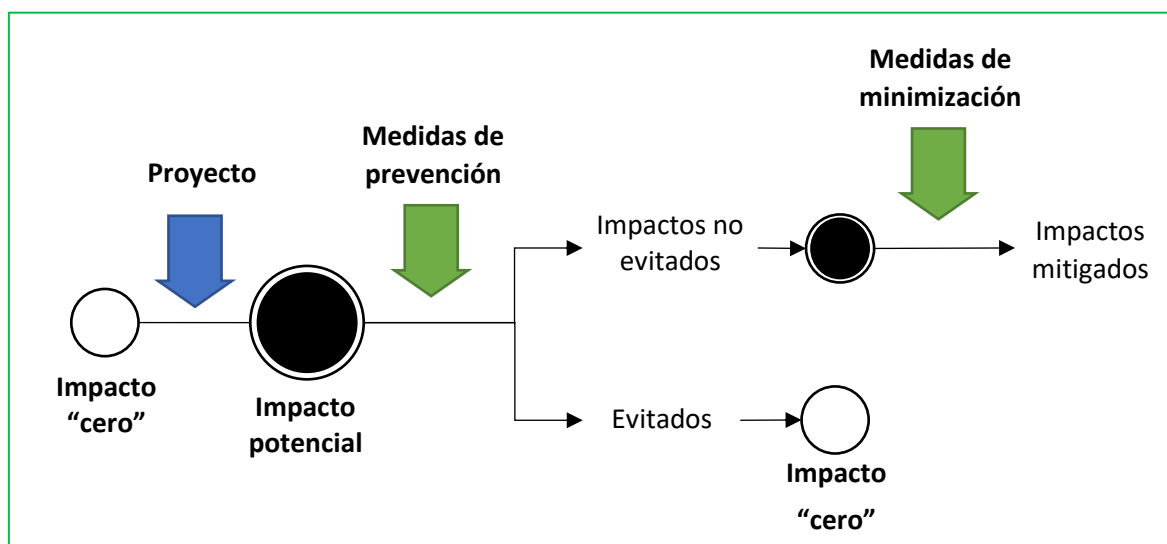 Medidas de
minimización
Medidas de
prevención
Proyecto
Impactos no
evitados
Impactos
mitigados
Impacto
“cero”
Impacto
potencial
Evitados
Impacto
“cero”